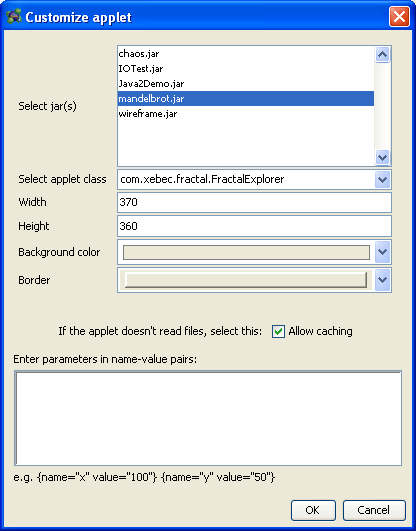 Customize applet
Select jar(s)
chaos.jar
IOTest.jar
Java2Demo.jar
mandelbrot.jar
wireframe.jar
Select applet class
com.xebec.fractal.FractalExplorer
Width
370
Height
360
Background color
Border
If the applet doesn't read files, select this:
Allow caching
Enter parameters in name-value pairs:
e.g. {name="x" value="100"} {name="y" value="50"}
OK
Cancel